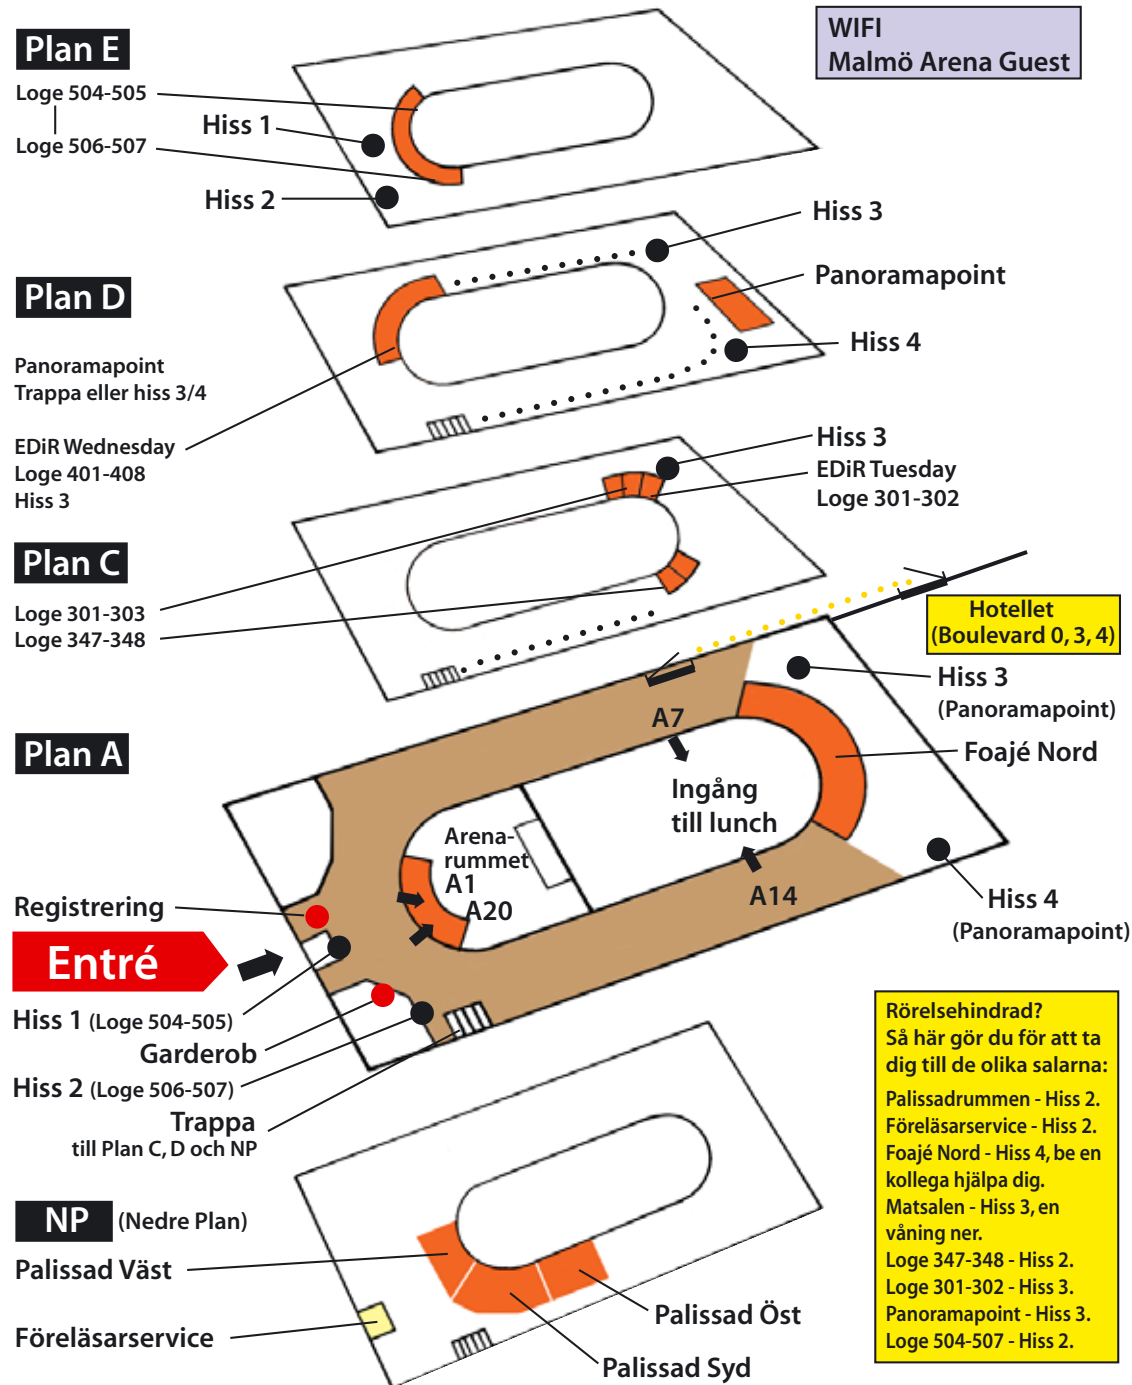 Plan E
WIFI
Malmö Arena Guest
Loge 504-505
Hiss 1
Loge 506-507
Hiss 2
Hiss 3
Plan D
Panoramapoint
Hiss 4
Panoramapoint
Trappa eller hiss 3/4
EDiR Wednesday
Loge 401-408
Hiss 3
Hiss 3
EDiR Tuesday
Loge 301-302
Plan C
Loge 301-303
Loge 347-348
Hotellet
(Boulevard 0, 3, 4)
Hiss 3
(Panoramapoint)
Plan A
A7
Foajé Nord
Ingång
till lunch
Arena-
rummet
A1
A20
A14
Hiss 4
(Panoramapoint)
Registrering
Entré
Hiss 1 (Loge 504-505)
Garderob
Hiss 2 (Loge 506-507)
Trappa
till Plan C, D och NP
NP (Nedre Plan)
Palissad Väst
Föreläsarservice
Palissad Öst
Palissad Syd
Rörelsehindrad?
Så här gör du för att ta
dig till de olika salarna:
Palissadrummen - Hiss 2.
Föreläsarservice - Hiss 2.
Foajé Nord - Hiss 4, be en
kollega hjälpa dig.
Matsalen - Hiss 3, en
våning ner.
Loge 347-348 - Hiss 2.
Loge 301-302 - Hiss 3.
Panoramapoint - Hiss 3.
Loge 504-507 - Hiss 2.